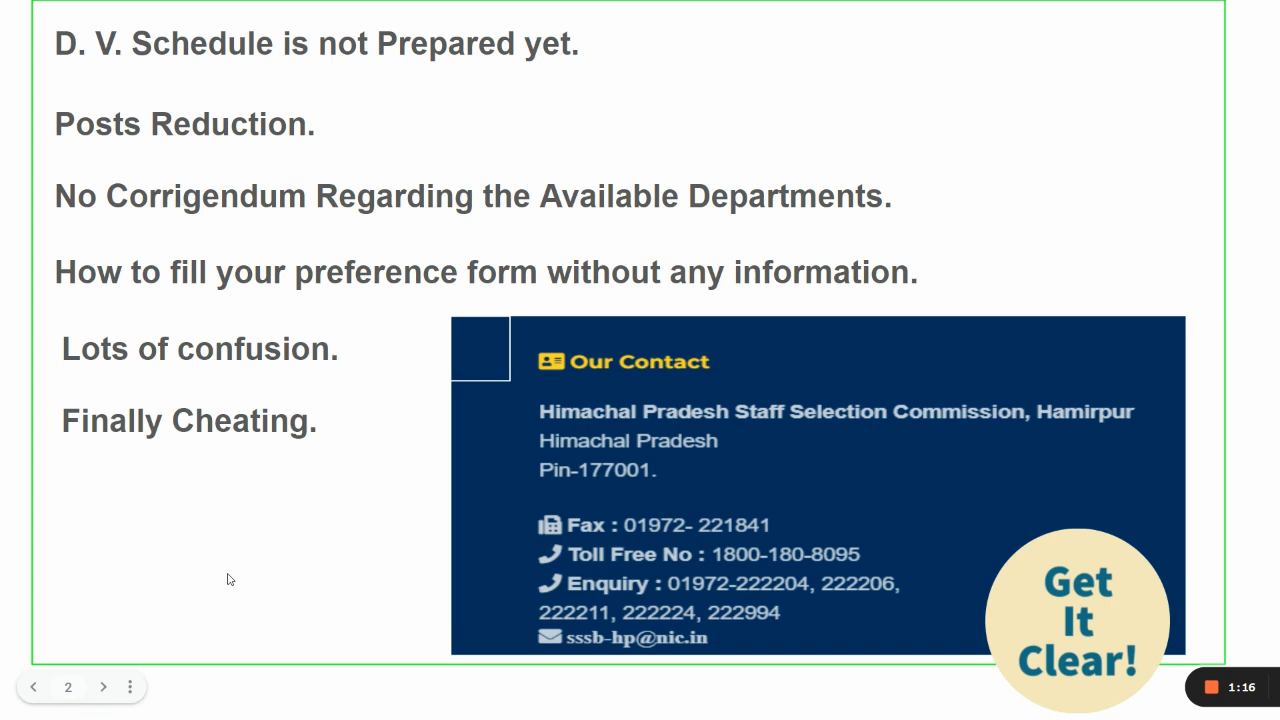 D. V. Schedule is not Prepared yet.
Posts Reduction.
No Corrigendum Regarding the Available Departments.
How to fill your preference form without any information.
Lots of confusion.
Finally Cheating.
Our Contact
Himachal Pradesh Staff Selection Commission, Hamirpur
Himachal Pradesh
Pin-177001.
Fax : 01972- 221841
Toll Free No : 1800-180-8095
Enquiry : 01972-222204, 222206,
222211, 222224, 222994
sssb-hp@nic.in
Get
It
Clear!
2
1:16